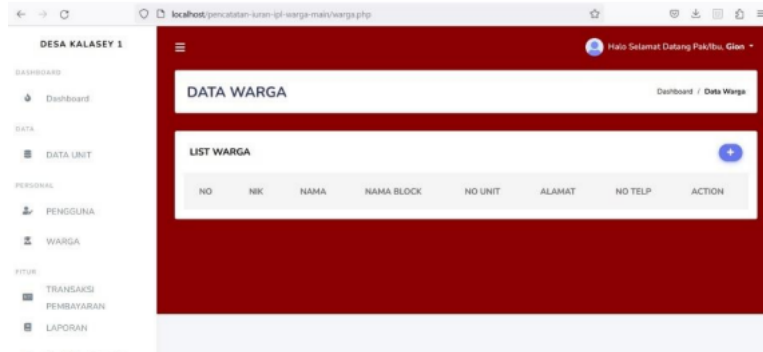 localhost/pencatatan-iuran-ipl-warga-main/warga.php
DESA KALASEY 1
Halo Selamat Datang Pak/Ibu, Gion
DASHBOARD
Dashboard
DATA WARGA
Dashboard / Data Warga
DATA
DATA UNIT
LIST WARGA
PERSONAL
NO NIK NAMA NAMA BLOCK NO UNIT ALAMAT NO TELP ACTION
PENGGUNA
WARGA
FITUR
TRANSAKSI
PEMBAYARAN
LAPORAN